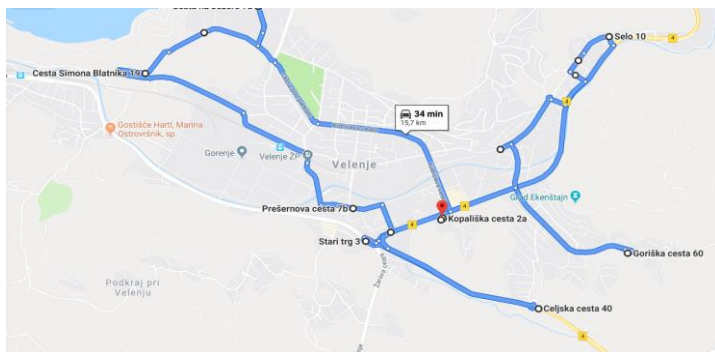 Selo 10
4
Cesta Simona Blatnika 19
34 min
15,7 km
4
Gostišče Hartl, Marina
Ostrovršnik, sp.
Gorenje
Velenje ŽP
Velenje
Grad Ekenštajn
Prešernova cesta 7b
4
4
Kopališka cesta 2a
Stari trg 3
Goriška cesta 60
Podkraj pri
Velenju
Celjska cesta 40
4